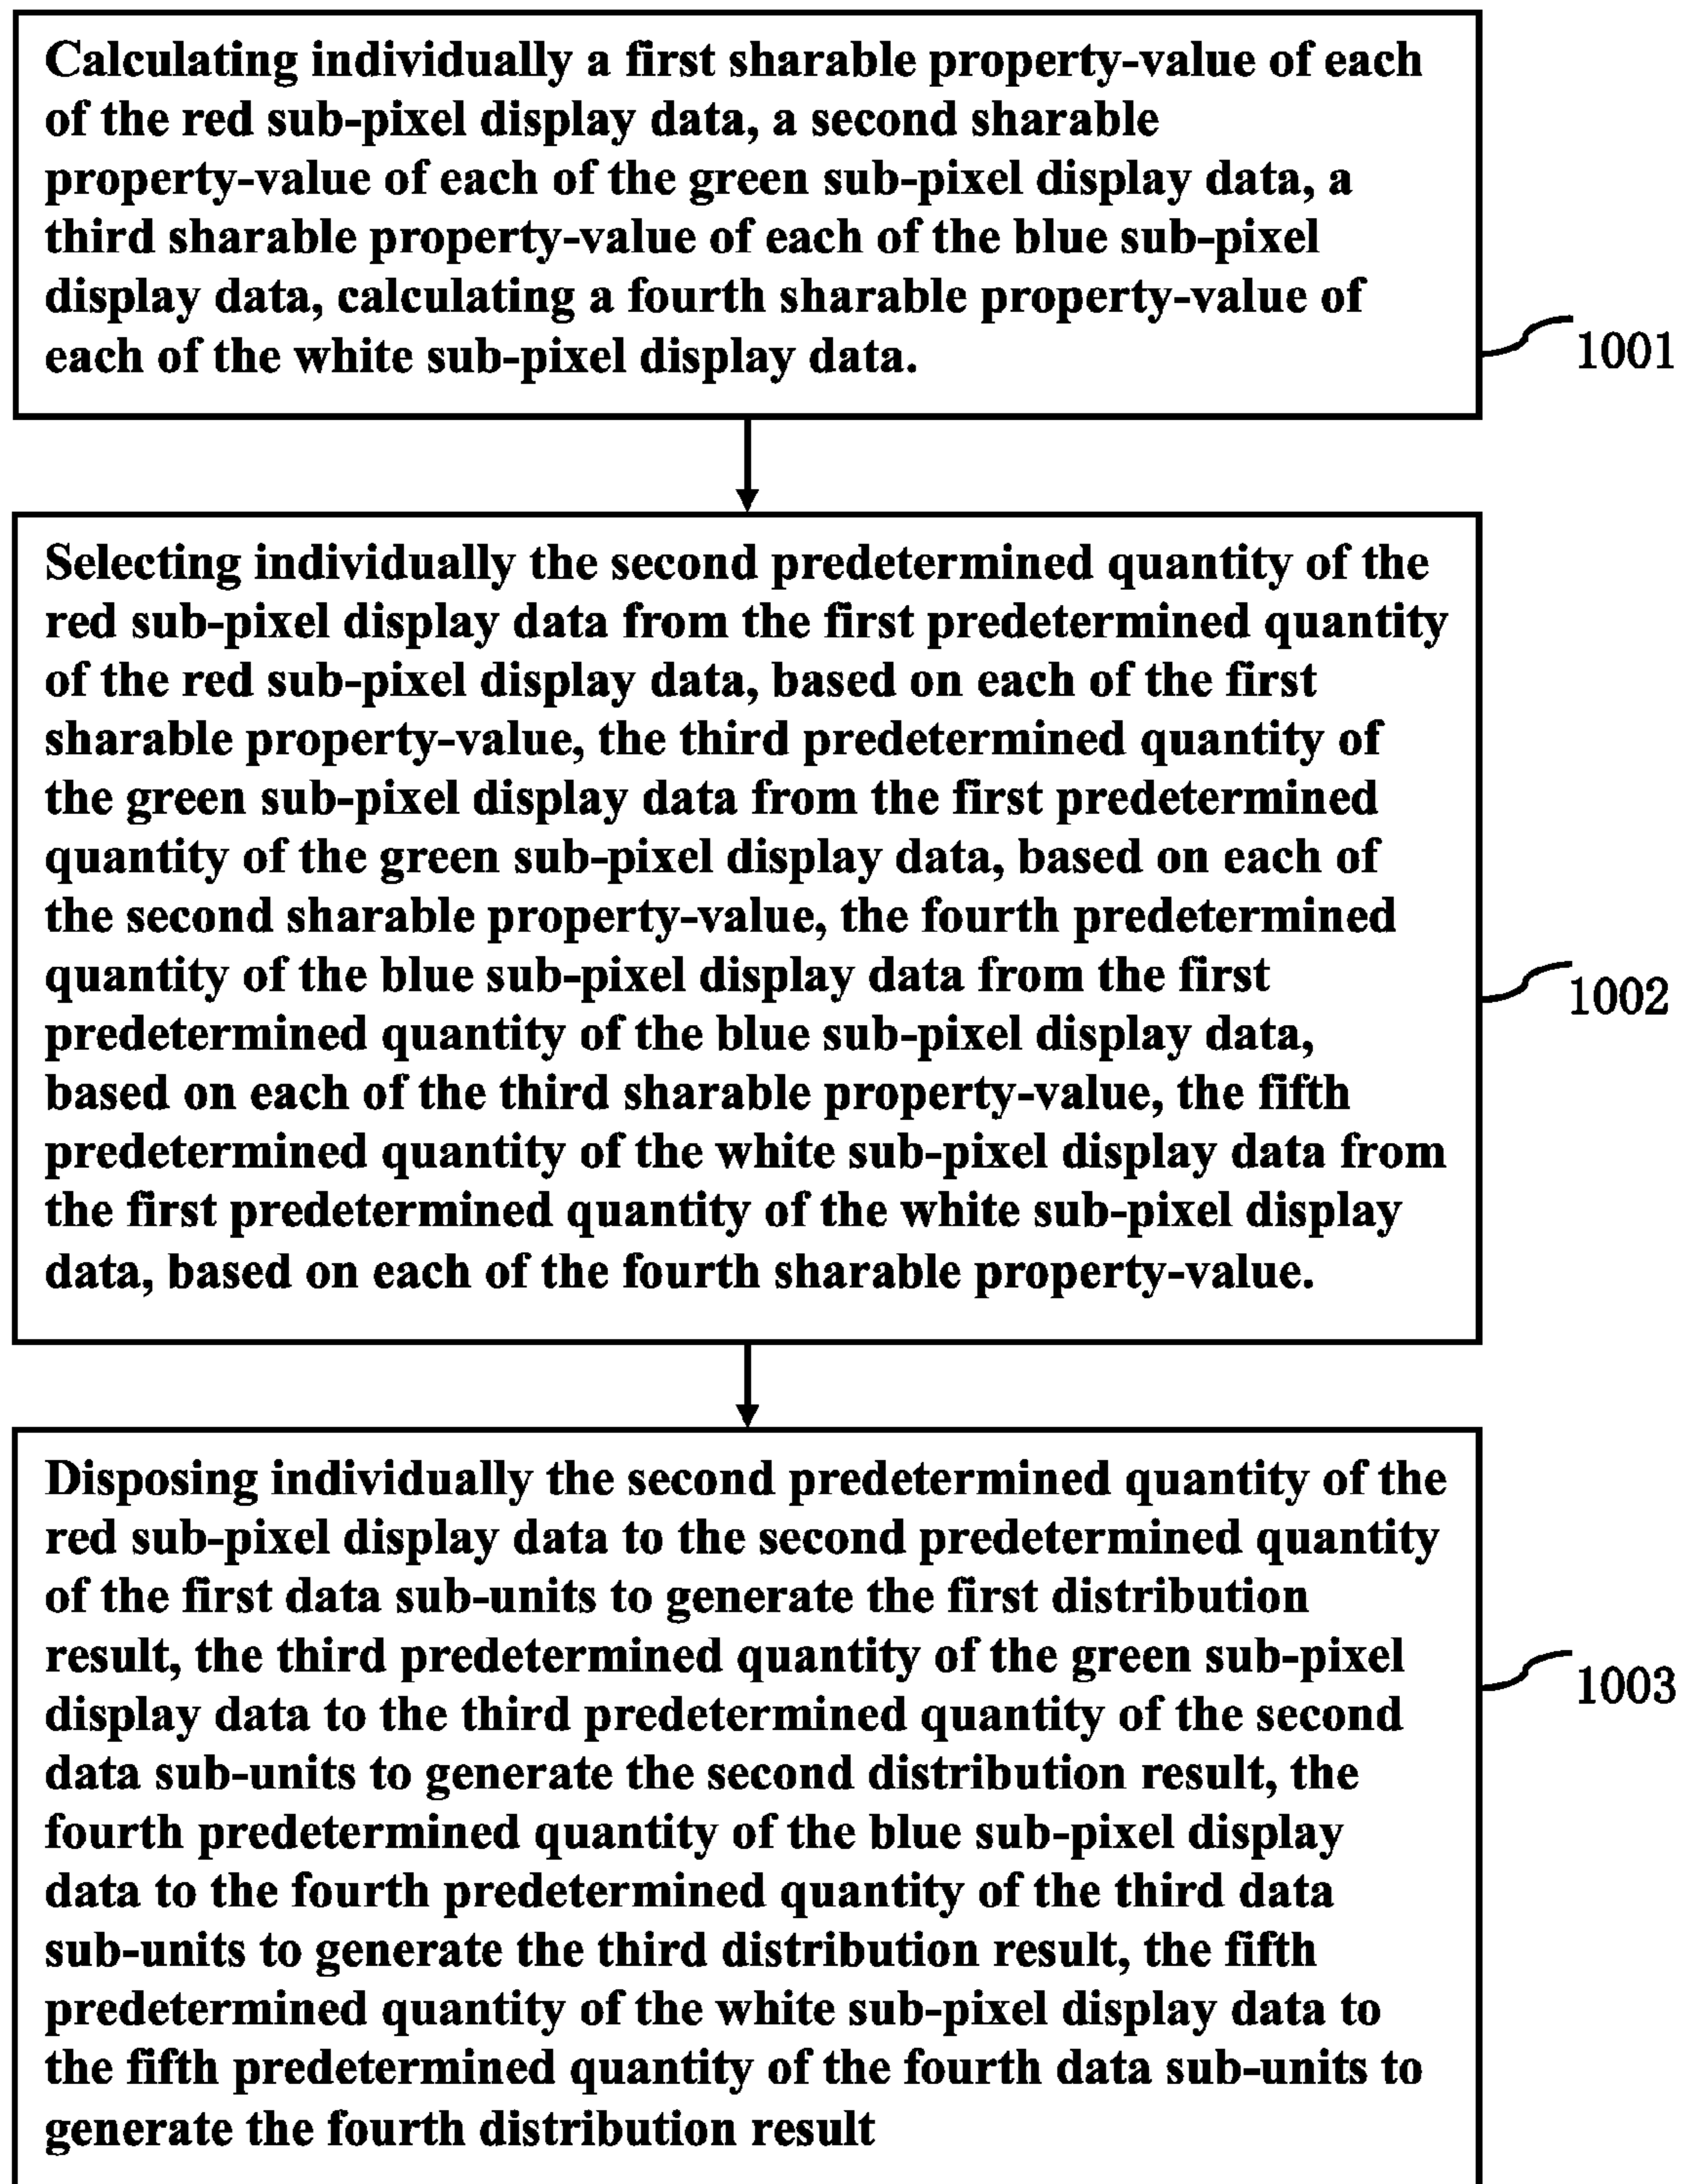 Calculating individually a first sharable property-value of each
of the red sub-pixel display data, a second sharable
property-value of each of the green sub-pixel display data, a
third sharable property-value of each of the blue sub-pixel
display data, calculating a fourth sharable property-value of
each of the white sub-pixel display data.
1001
Selecting individually the second predetermined quantity of the
red sub-pixel display data from the first predetermined quantity
of the red sub-pixel display data, based on each of the first
sharable property-value, the third predetermined quantity of
the green sub-pixel display data from the first predetermined
quantity of the green sub-pixel display data, based on each of
the second sharable property-value, the fourth predetermined
quantity of the blue sub-pixel display data from the first
predetermined quantity of the blue sub-pixel display data,
based on each of the third sharable property-value, the fifth
predetermined quantity of the white sub-pixel display data from
the first predetermined quantity of the white sub-pixel display
data, based on each of the fourth sharable property-value.
1002
Disposing individually the second predetermined quantity of the
red sub-pixel display data to the second predetermined quantity
of the first data sub-units to generate the first distribution
result, the third predetermined quantity of the green sub-pixel
display data to the third predetermined quantity of the second
data sub-units to generate the second distribution result, the
fourth predetermined quantity of the blue sub-pixel display
data to the fourth predetermined quantity of the third data
sub-units to generate the third distribution result, the fifth
predetermined quantity of the white sub-pixel display data to
the fifth predetermined quantity of the fourth data sub-units to
generate the fourth distribution result
1003